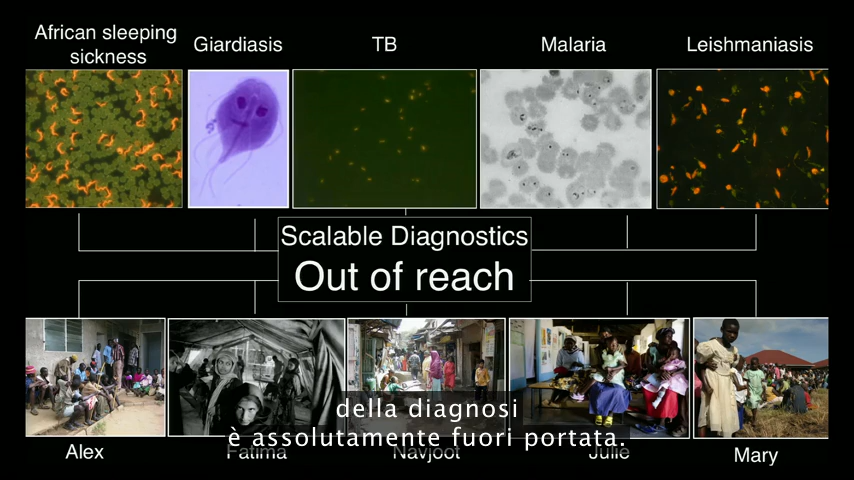 African sleeping
sickness
Giardiasis
TB
Malaria
Leishmaniasis
Scalable Diagnostics
Out of reach
della diagnosi
è assolutamente fuori portata.
Alex
Fatima
Navjoot
Julie
Mary